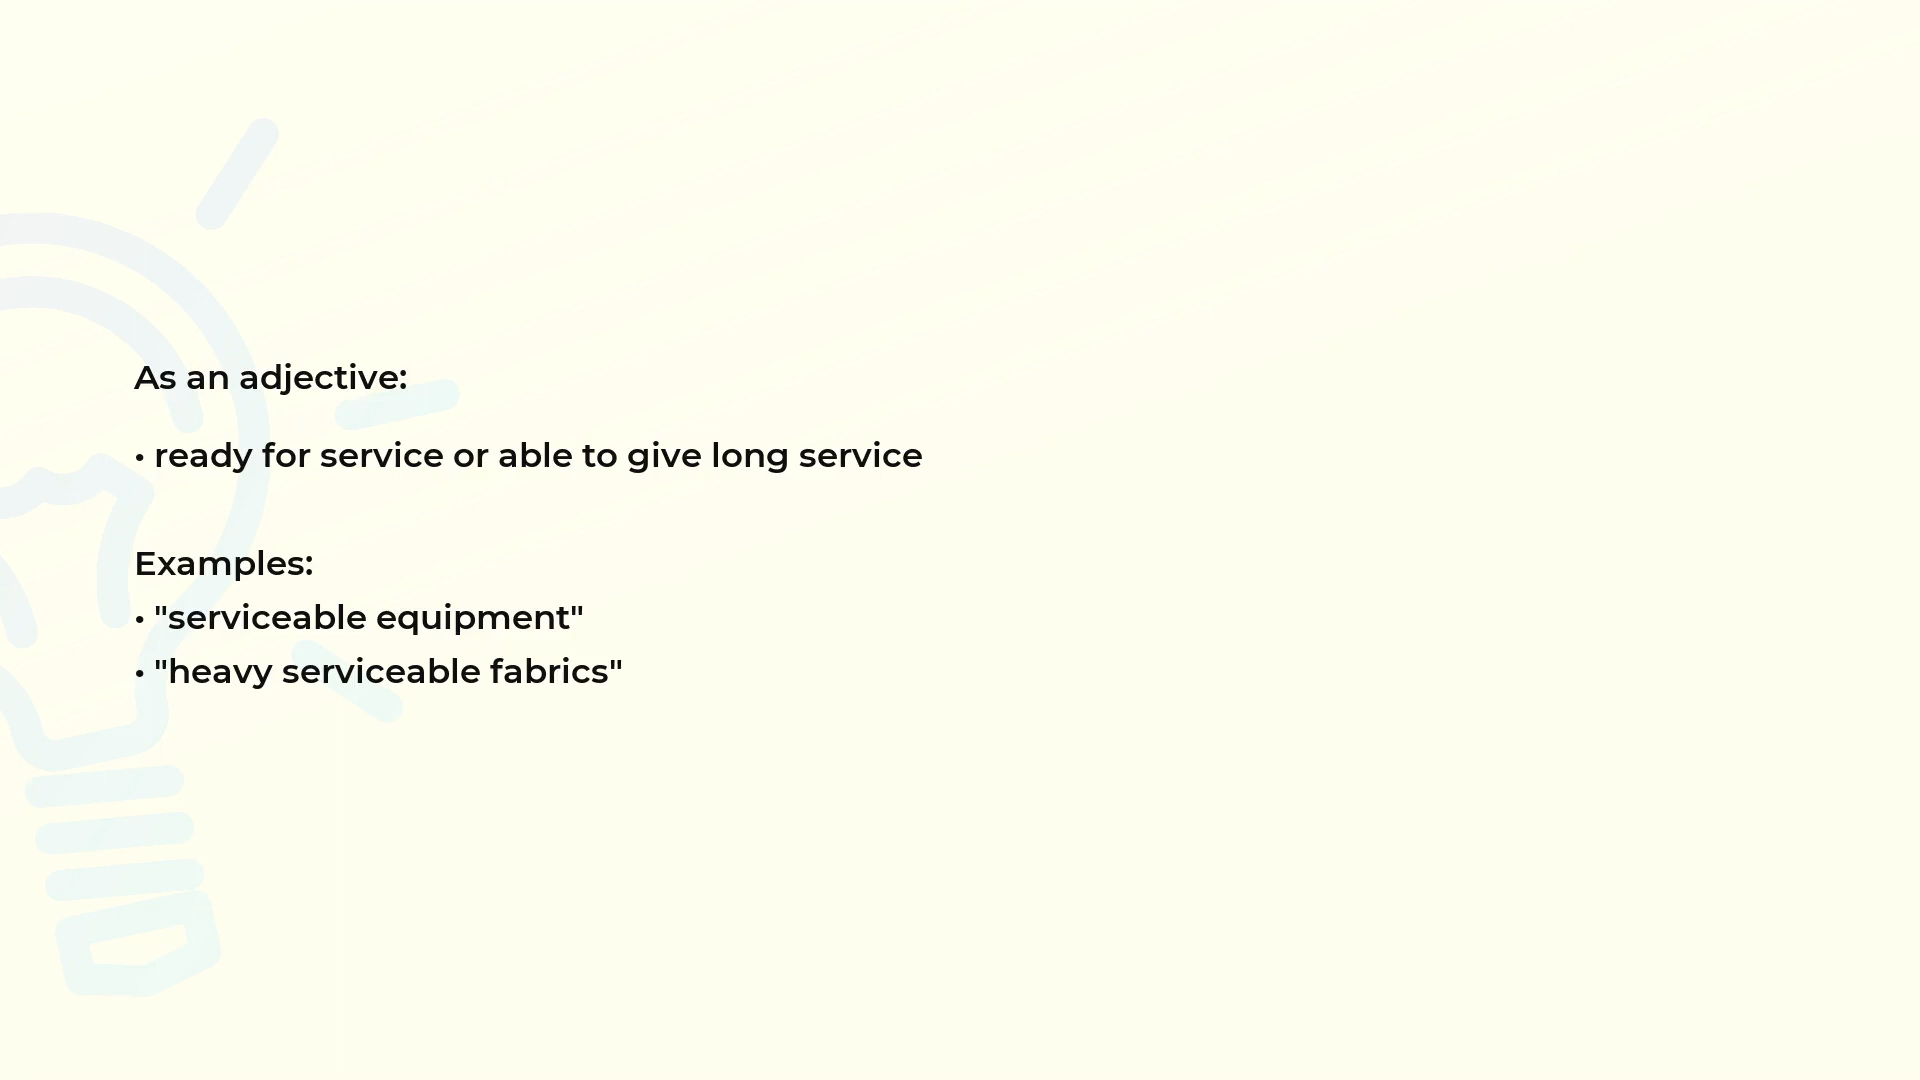 As an adjective:
• ready for service or able to give long service
Examples:
• "serviceable equipment"
• "heavy serviceable fabrics"